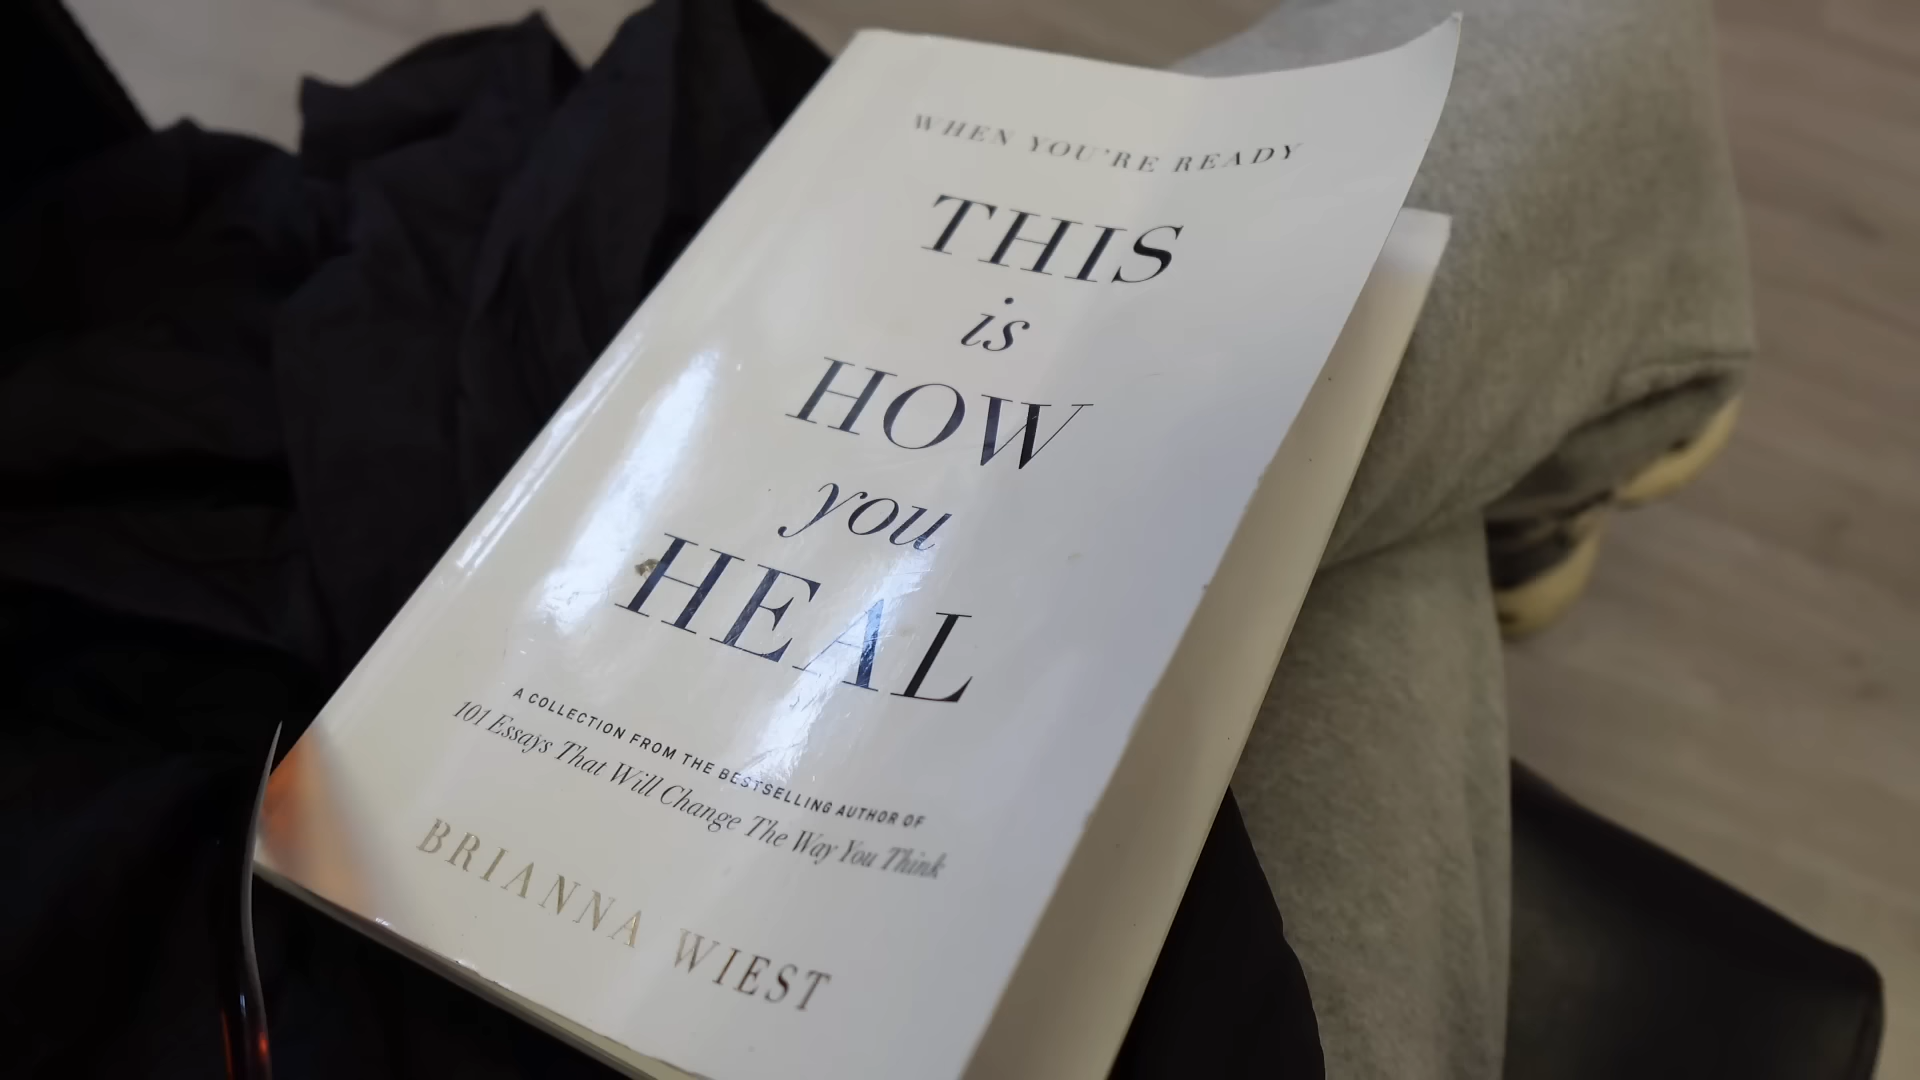 WHEN YOU'RE READY
THIS
is
HOW
you
HEAL
A COLLECTION FROM THE BESTSELLING AUTHOR OF
101 Essays That Will Change The Way You Think
BRIANNA WIEST